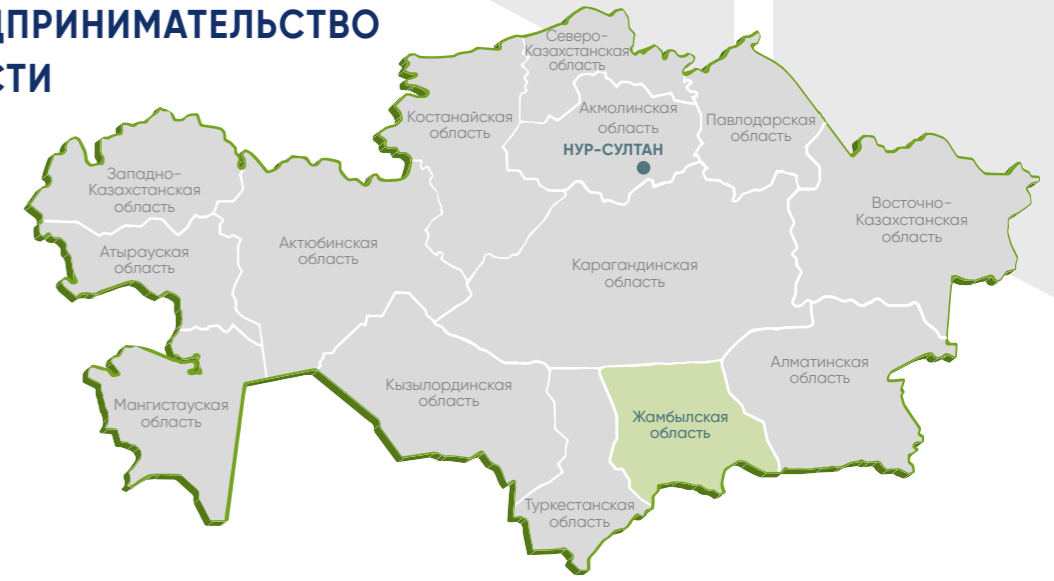 ДПРИНИМАТЕЛЬСТВО
СТИ
Северо-
Казахстанская
область
Костанайская
область
Акмолинская
область
НУР-СУЛТАН
Павлодарская
область
Западно-
Казахстанская
область
Восточно-
Казахстанская
область
Атырауская
область
Актюбинская
область
Карагандинская
область
Алматинская
область
Кызылординская
область
Мангистауская
область
Жамбылская
область
Туркестанская
область